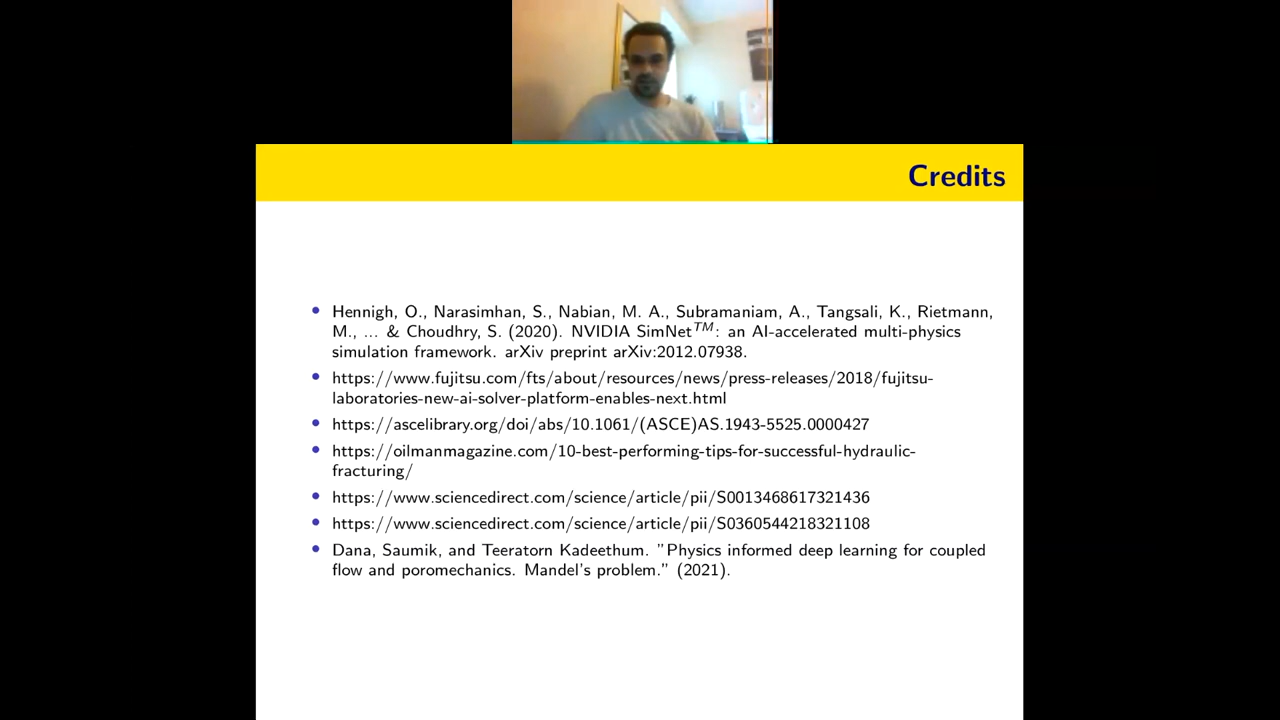 Credits
• Hennigh, O., Narasimhan, S., Nabian, M. A., Subramaniam, A., Tangsali, K., Rietmann,
M., ... & Choudhry, S. (2020). NVIDIA SimNet™: an AI-accelerated multi-physics
simulation framework. arXiv preprint arXiv:2012.07938.
• https://www.fujitsu.com/fts/about/resources/news/press-releases/2018/fujitsu-
laboratories-new-ai-solver-platform-enables-next.html
• https://ascelibrary.org/doi/abs/10.1061/(ASCE)AS.1943-5525.0000427
• https://oilmanmagazine.com/10-best-performing-tips-for-successful-hydraulic-
fracturing/
• https://www.sciencedirect.com/science/article/pii/S0013468617321436
• https://www.sciencedirect.com/science/article/pii/S0360544218321108
• Dana, Saumik, and Teeratorn Kadeethum. "Physics informed deep learning for coupled
flow and poromechanics. Mandel's problem." (2021).